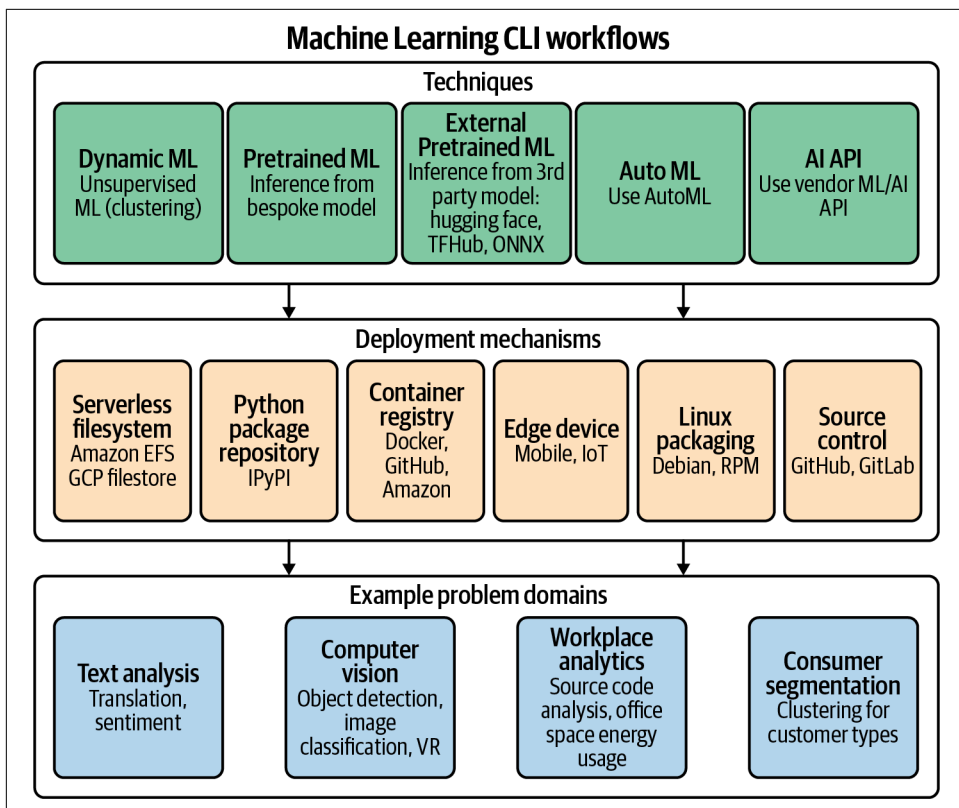 Machine Learning CLI workflows
Techniques
Dynamic ML
Unsupervised
ML (clustering)
Pretrained ML
Inference from
bespoke model
External
Pretrained ML
Inference from 3rd
party model:
hugging face,
TFHub, ONNX
Auto ML
Use AutoML
AI API
Use vendor ML/AI
API
Deployment mechanisms
Serverless
filesystem
Amazon EFS
GCP filestore
Python
package
repository
IPyPI
Container
registry
Docker,
GitHub,
Amazon
Edge device
Mobile, IoT
Linux
packaging
Debian, RPM
Source
control
GitHub, GitLab
Example problem domains
Text analysis
Translation,
sentiment
Computer
vision
Object detection,
image
classification, VR
Workplace
analytics
Source code
analysis, office
space energy
usage
Consumer
segmentation
Clustering for
customer types